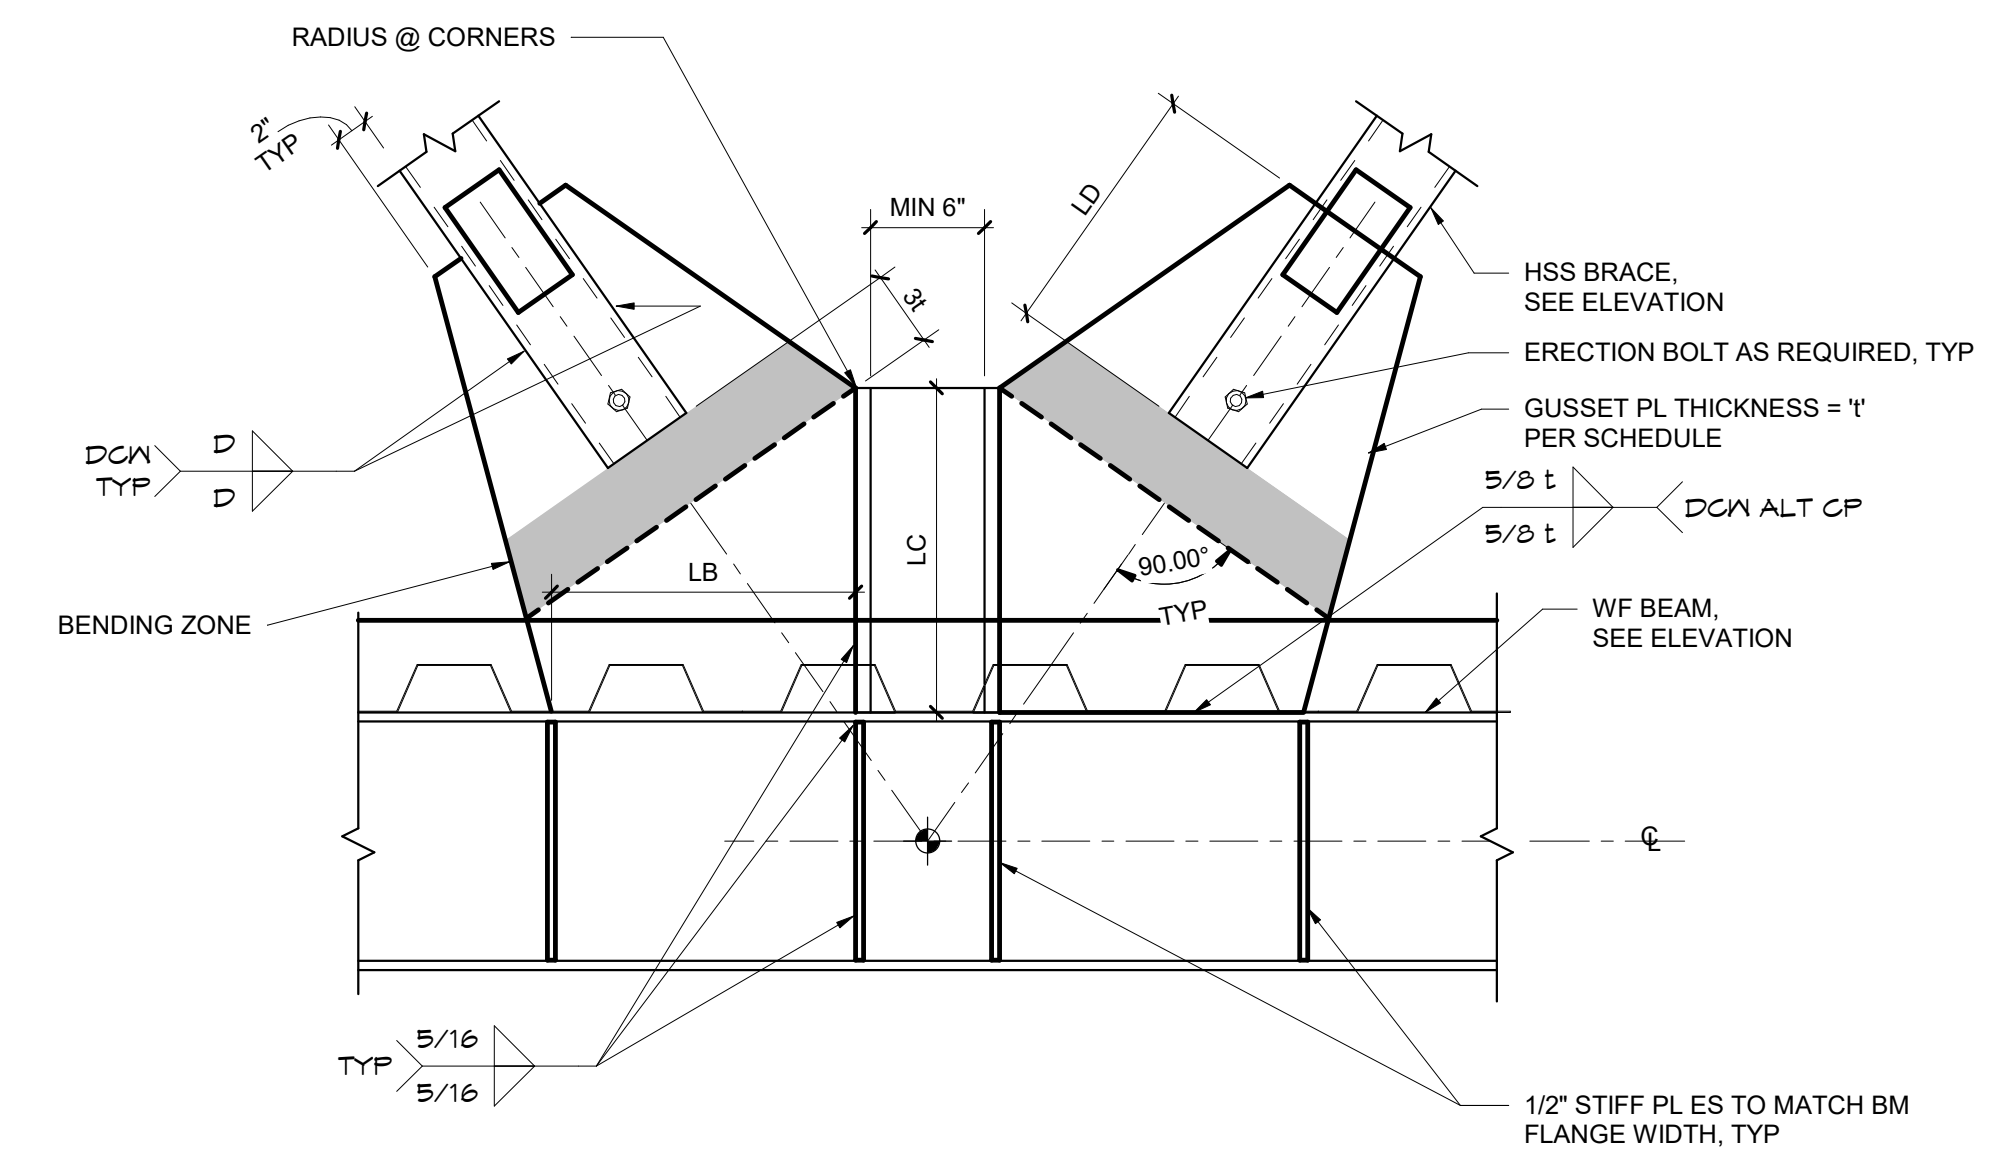 RADIUS @ CORNERS
2"
TYP
MIN 6"
LD
3t
HSS BRACE,
SEE ELEVATION
ERECTION BOLT AS REQUIRED, TYP
GUSSET PL THICKNESS = 't'
PER SCHEDULE
DCW
TYP
D
D
5/8 t
5/8 t
DCW ALT CP
LC
LB
90.00°
TYP
BENDING ZONE
WF BEAM,
SEE ELEVATION
℄
TYP
5/16
5/16
1/2" STIFF PL ES TO MATCH BM
FLANGE WIDTH, TYP